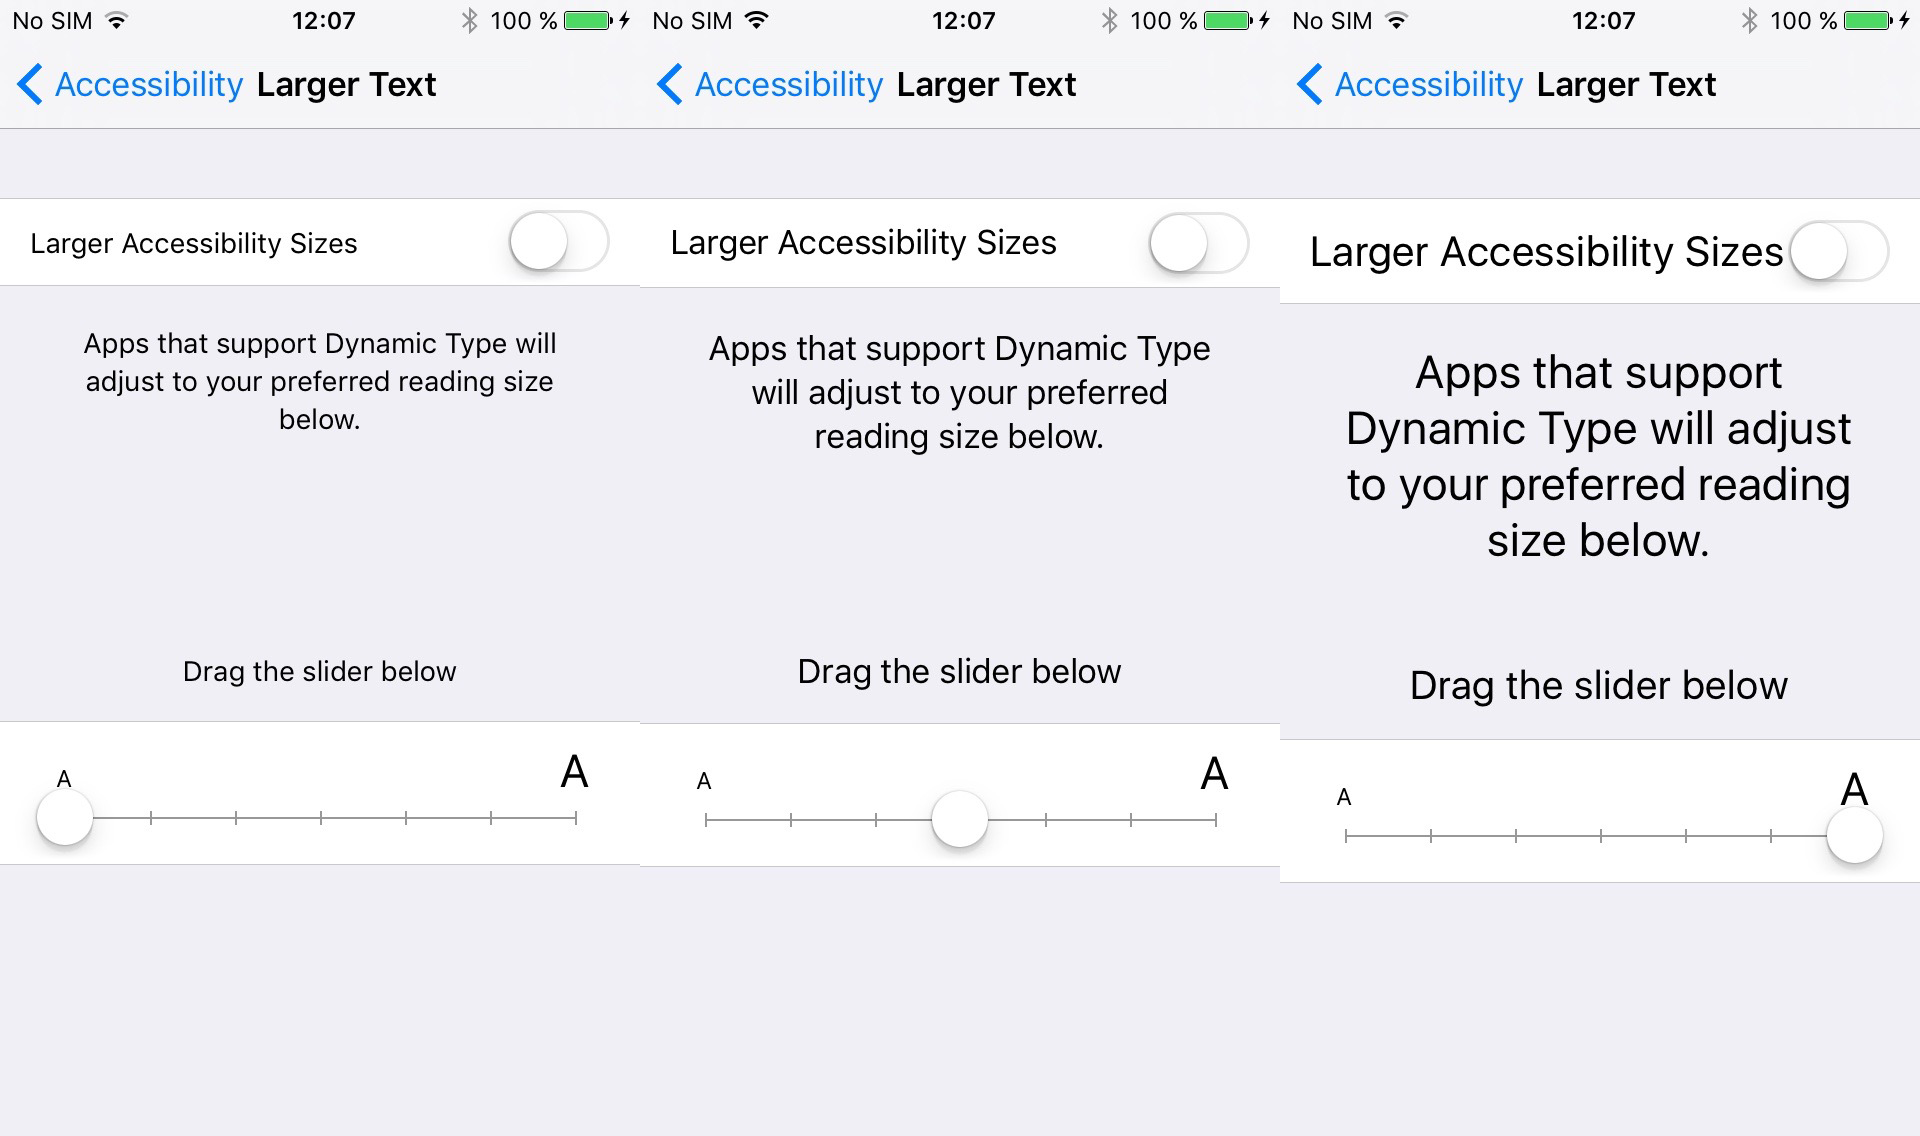 No SIM 12:07 100 %
Accessibility Larger Text
Larger Accessibility Sizes
Apps that support Dynamic Type will
adjust to your preferred reading size
below.
Drag the slider below
A A
No SIM 12:07 100 %
Accessibility Larger Text
Larger Accessibility Sizes
Apps that support Dynamic Type
will adjust to your preferred
reading size below.
Drag the slider below
A A
No SIM 12:07 100 %
Accessibility Larger Text
Larger Accessibility Sizes
Apps that support
Dynamic Type will adjust
to your preferred reading
size below.
Drag the slider below
A A